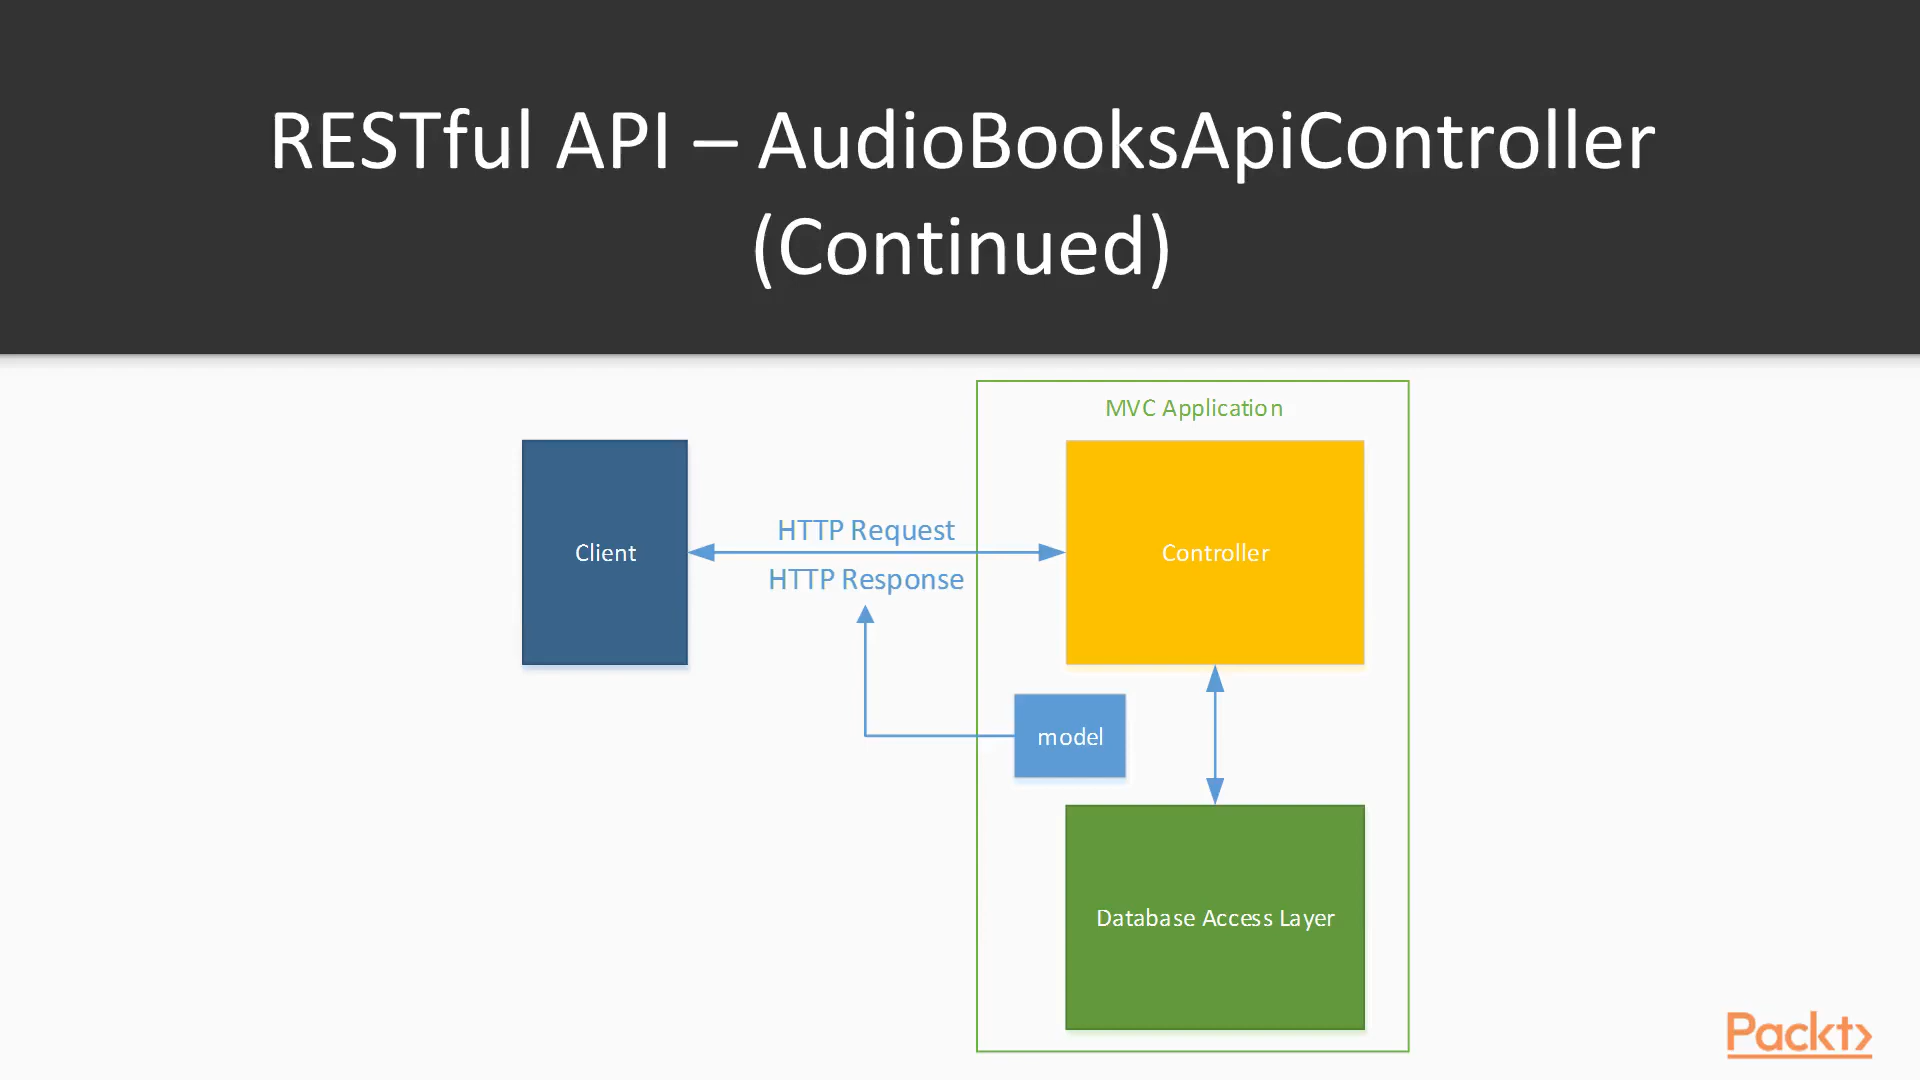 RESTful API – AudioBooksApiController
(Continued)
MVC Application
Client
HTTP Request
HTTP Response
Controller
model
Database Access Layer
Packt>